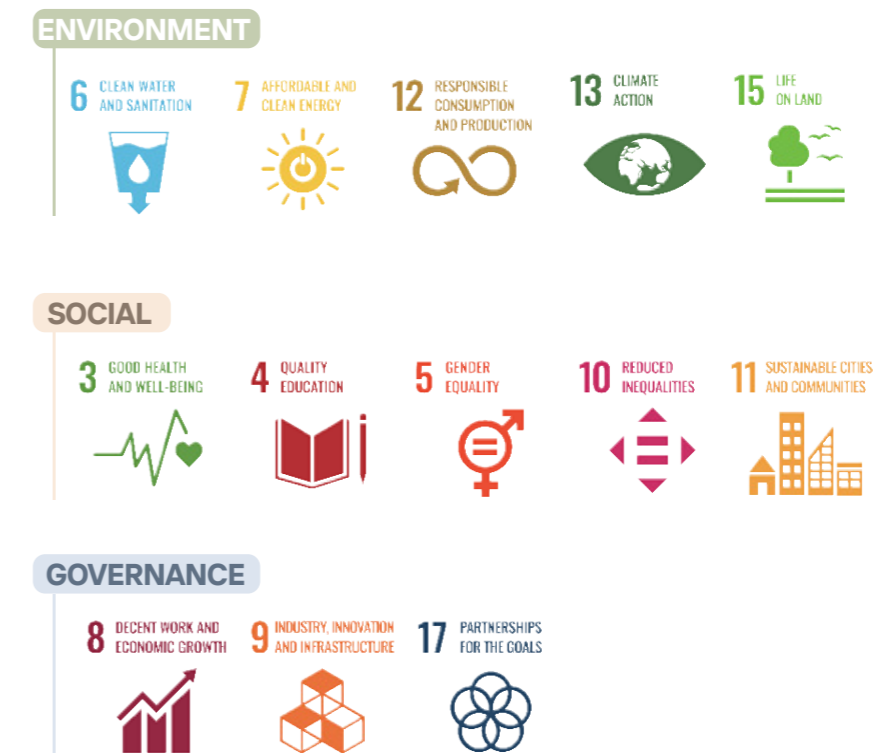 ENVIRONMENT
6 CLEAN WATER
AND SANITATION
7 AFFORDABLE AND
CLEAN ENERGY
12 RESPONSIBLE
CONSUMPTION
AND PRODUCTION
13 CLIMATE
ACTION
15 LIFE
ON LAND
SOCIAL
3 GOOD HEALTH
AND WELL-BEING
4 QUALITY
EDUCATION
5 GENDER
EQUALITY
10 REDUCED
INEQUALITIES
11 SUSTAINABLE CITIES
AND COMMUNITIES
GOVERNANCE
8 DECENT WORK AND
ECONOMIC GROWTH
9 INDUSTRY, INNOVATION
AND INFRASTRUCTURE
17 PARTNERSHIPS
FOR THE GOALS